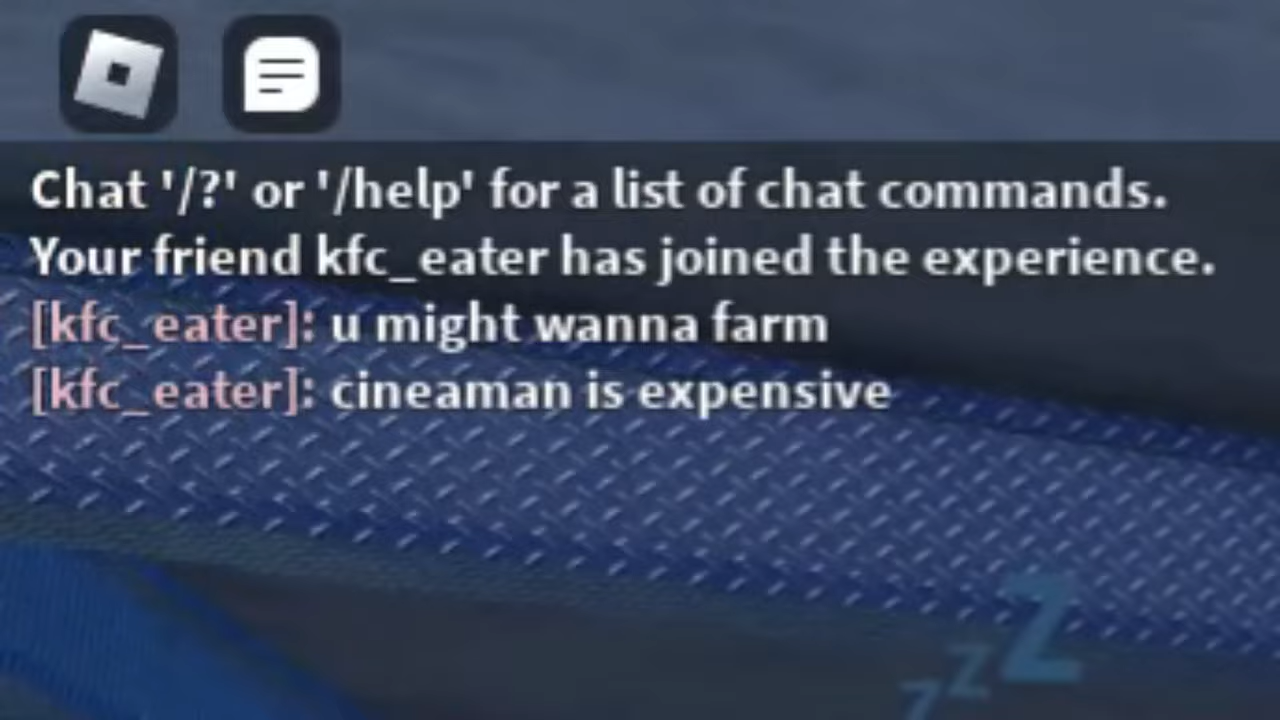 Chat '/?' or '/help' for a list of chat commands.
Your friend kfc_eater has joined the experience.
[kfc_eater]: u might wanna farm
[kfc_eater]: cineaman is expensive
z z Z